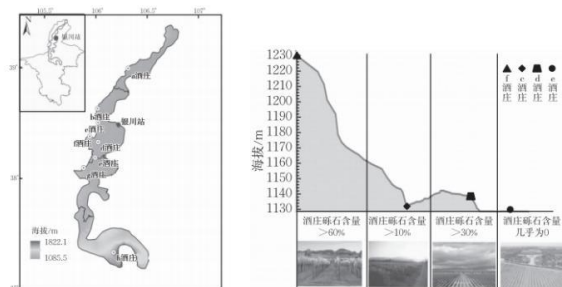 105.5° 106° 106.5° 107°
N
银川站
39°
a酒庄
b酒庄
银川站
c酒庄
f酒庄
d酒庄
e酒庄
g酒庄
38°
海拔/m
1822.1
1085.5
h酒庄
海拔/m
1230
1220
1210
1200
1190
1180
1170
1160
1150
1140
1130
f酒庄
c酒庄
d酒庄
e酒庄
酒庄砾石含量
>60%
酒庄砾石含量
>10%
酒庄砾石含量
>30%
酒庄砾石含量
几乎为0